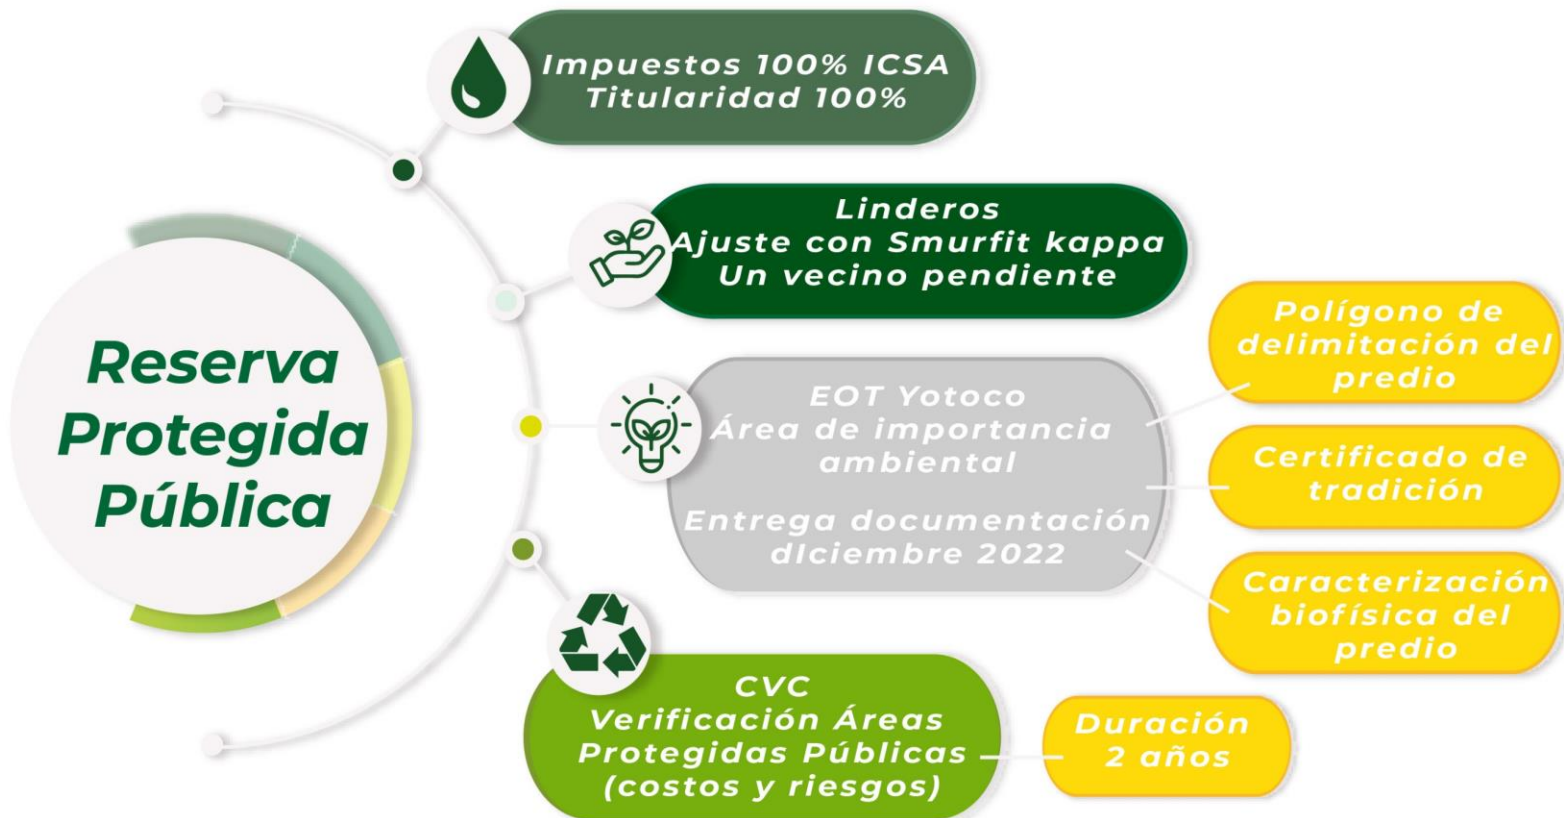 Reserva
Protegida
Pública
Impuestos 100% ICSA
Titularidad 100%
Linderos
Ajuste con Smurfit kappa
Un vecino pendiente
EOT Yotoco
Área de importancia
ambiental
Entrega documentación
dIciembre 2022
Polígono de
delimitación del
predio
Certificado de
tradición
Caracterización
biofísica del
predio
CVC
Verificación Áreas
Protegidas Públicas
(costos y riesgos)
Duración
2 años